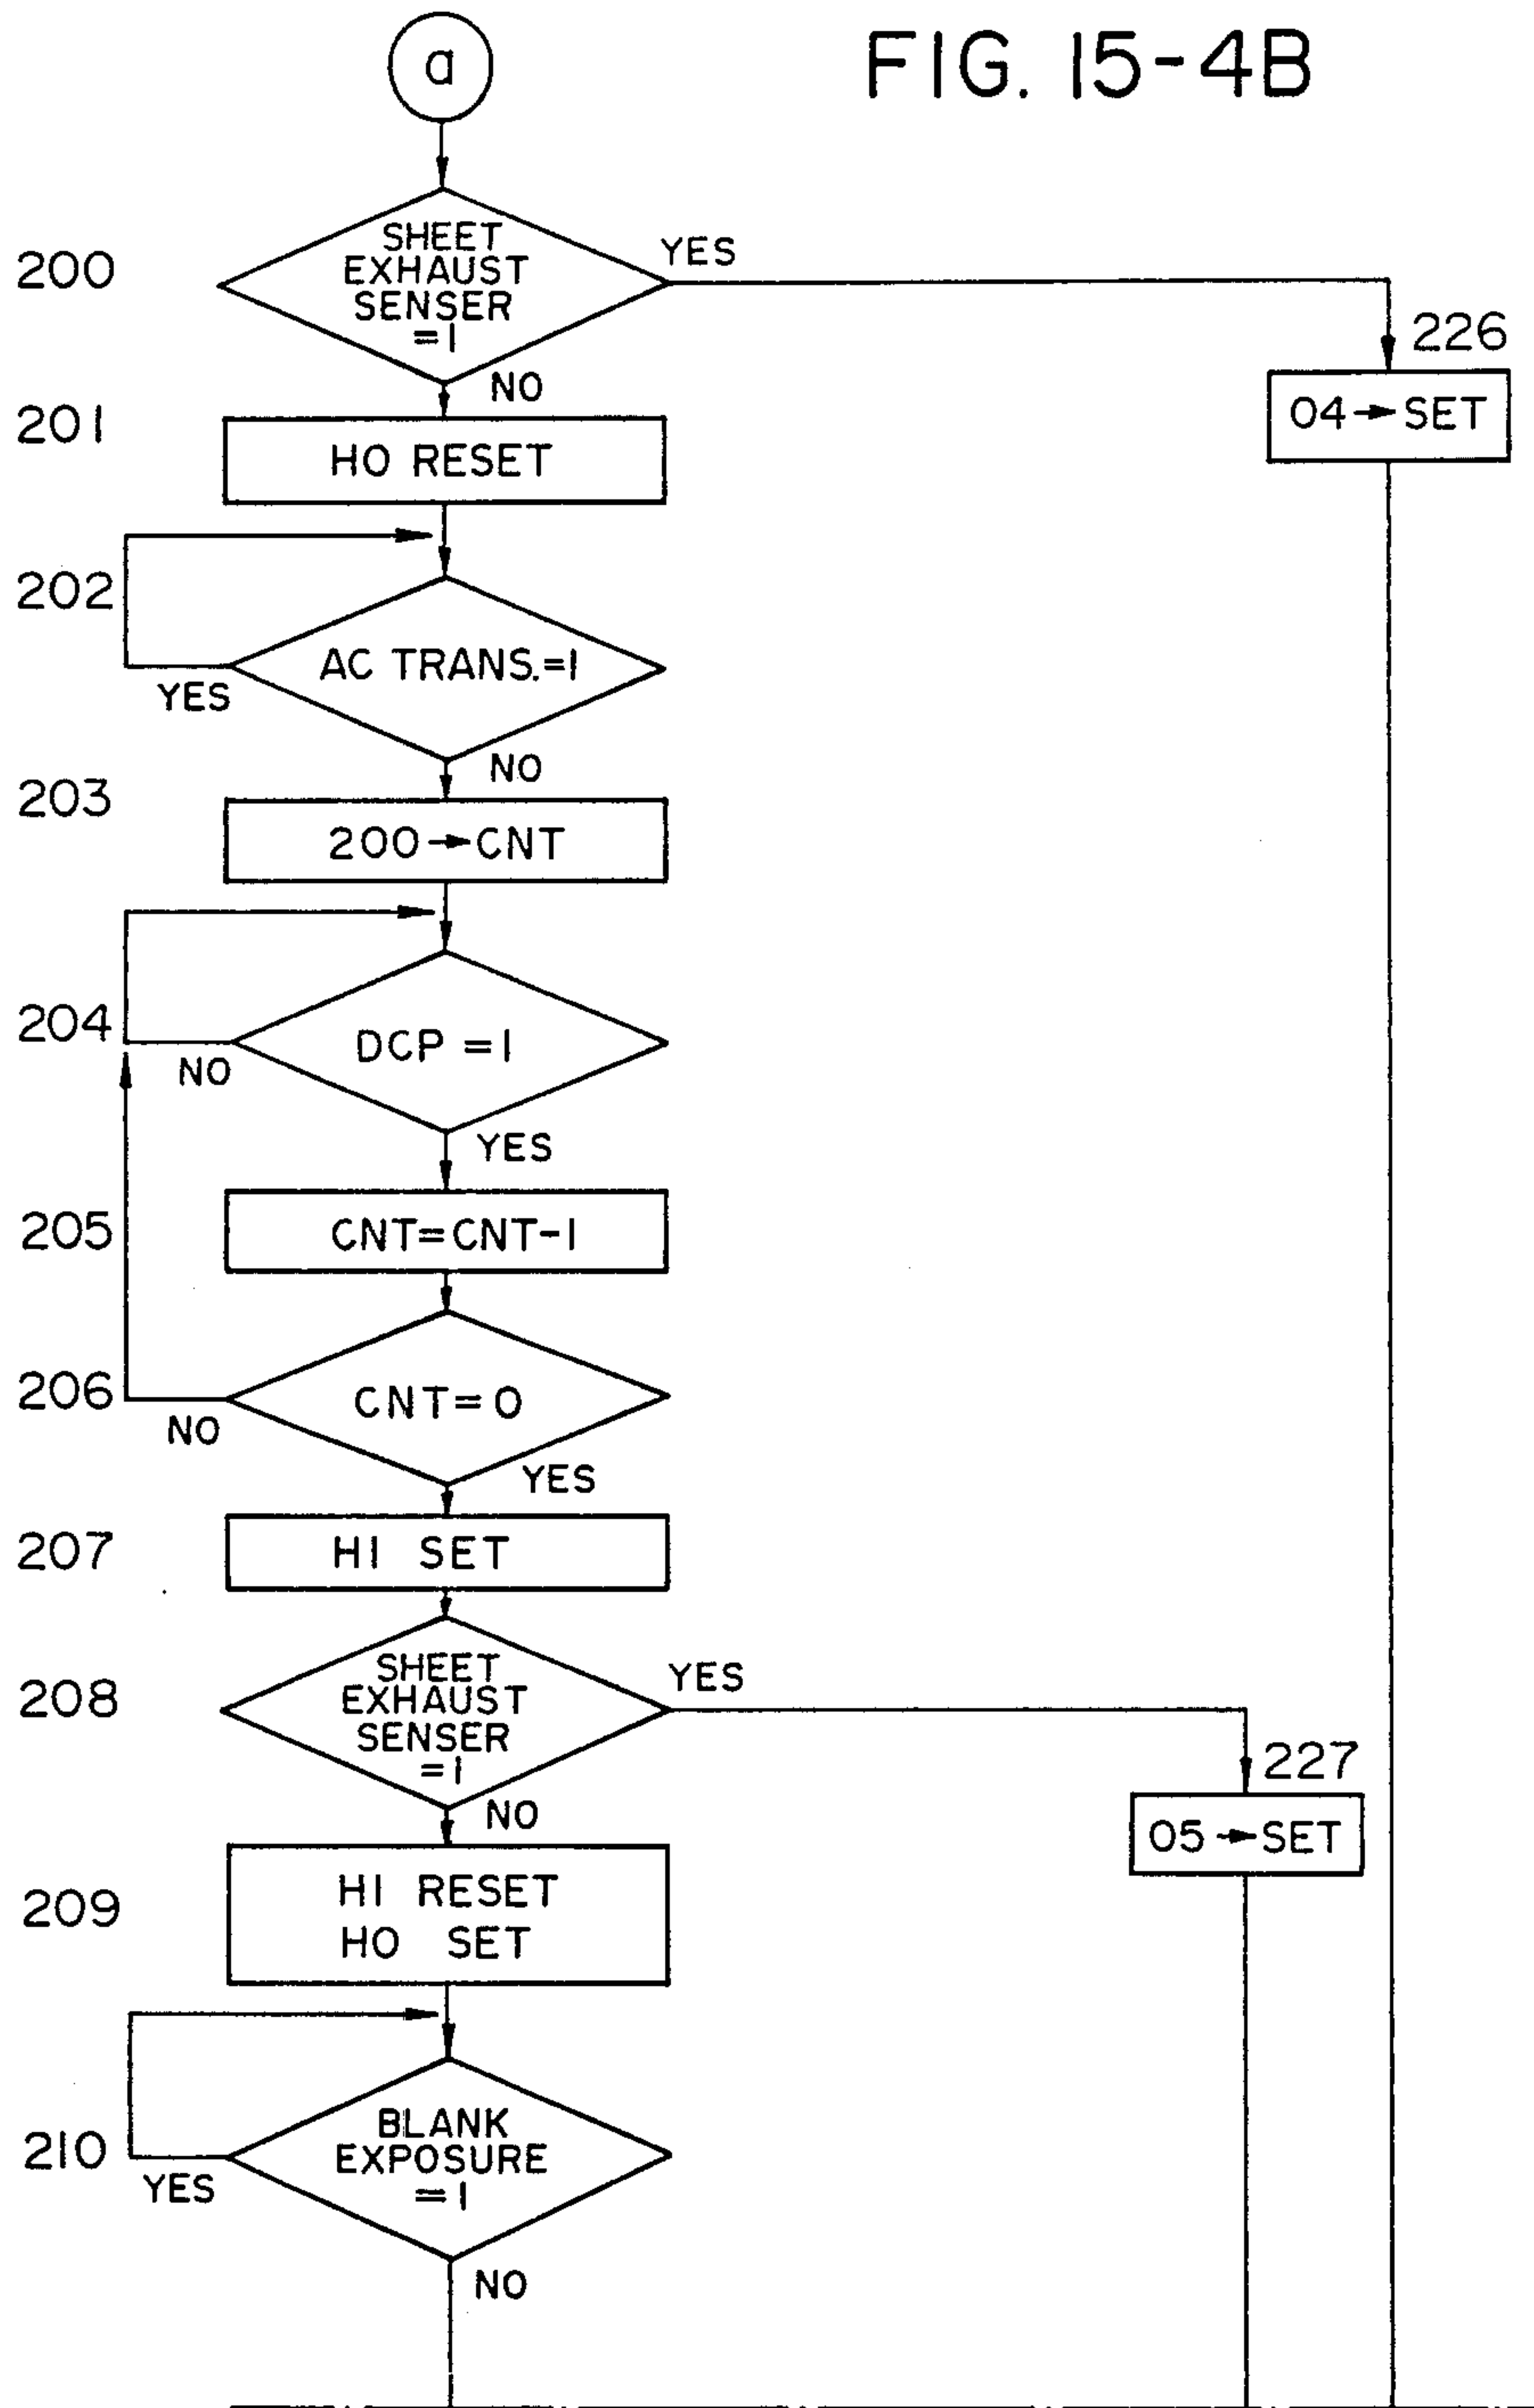 a
FIG. 15-4B
200
SHEET
EXHAUST
SENSER
=1
YES
226
04→SET
NO
201
HO RESET
202
AC TRANS.=1
YES
NO
203
200→CNT
204
DCP =1
NO
YES
205
CNT=CNT-1
206
CNT=0
NO
YES
207
HI SET
208
SHEET
EXHAUST
SENSER
=1
YES
227
05→SET
NO
209
HI RESET
HO SET
210
BLANK
EXPOSURE
=1
YES
NO